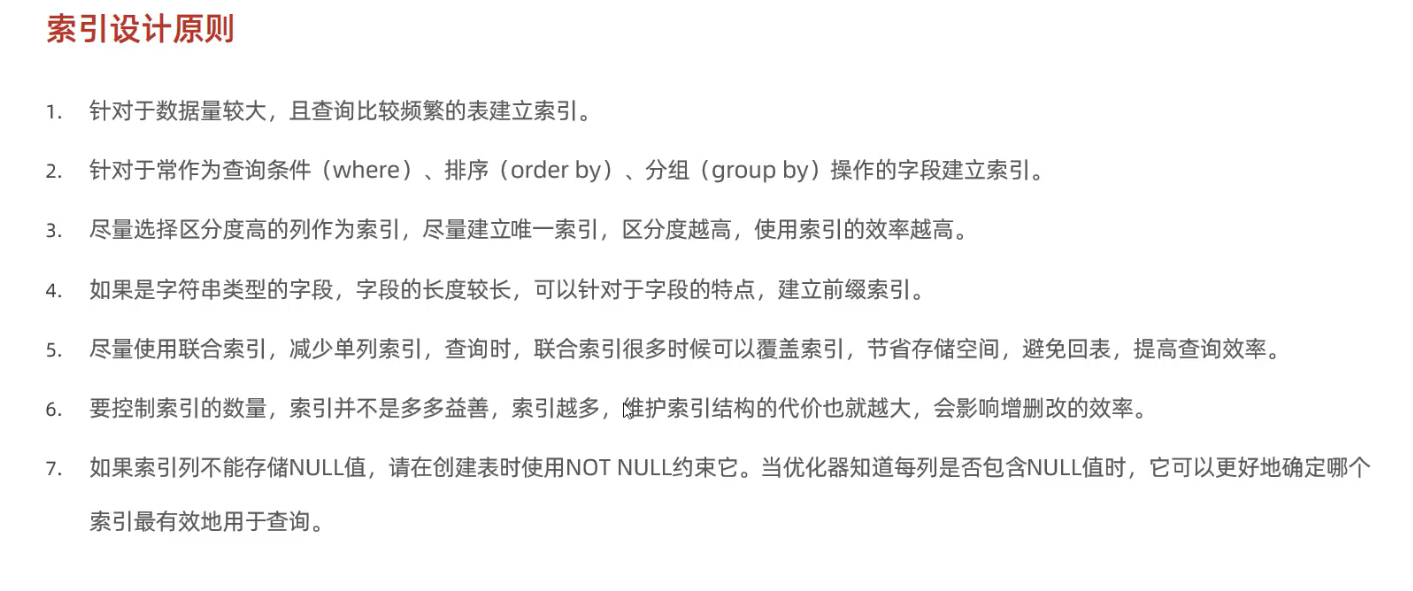 索引设计原则
1. 针对于数据量较大，且查询比较频繁的表建立索引。
2. 针对于常作为查询条件（where）、排序（order by）、分组（group by）操作的字段建立索引。
3. 尽量选择区分度高的列作为索引，尽量建立唯一索引，区分度越高，使用索引的效率越高。
4. 如果是字符串类型的字段，字段的长度较长，可以针对于字段的特点，建立前缀索引。
5. 尽量使用联合索引，减少单列索引，查询时，联合索引很多时候可以覆盖索引，节省存储空间，避免回表，提高查询效率。
6. 要控制索引的数量，索引并不是多多益善，索引越多，维护索引结构的代价也就越大，会影响增删改的效率。
7. 如果索引列不能存储NULL值，请在创建表时使用NOT NULL约束它。当优化器知道每列是否包含NULL值时，它可以更好地确定哪个
索引最有效地用于查询。